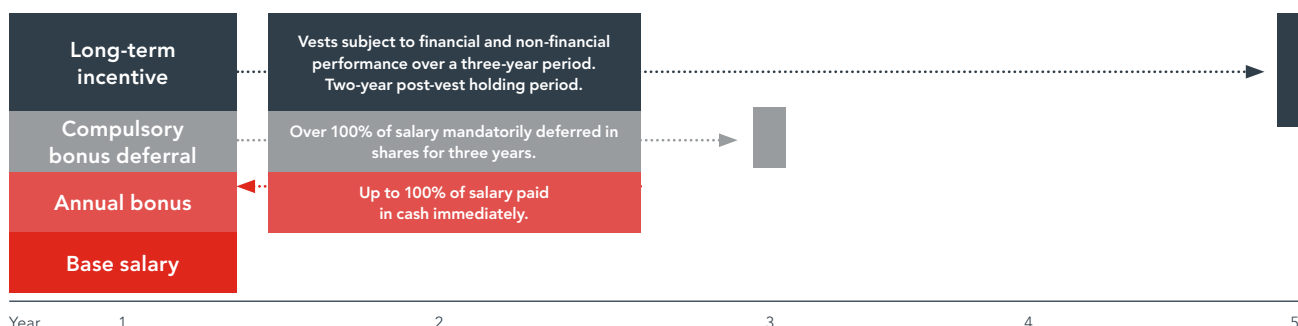 Long-term
incentive
Vests subject to financial and non-financial
performance over a three-year period.
Two-year post-vest holding period.
Compulsory
bonus deferral
Over 100% of salary mandatorily deferred in
shares for three years.
Annual bonus
Up to 100% of salary paid
in cash immediately.
Base salary
Year 1 2 3 4 5